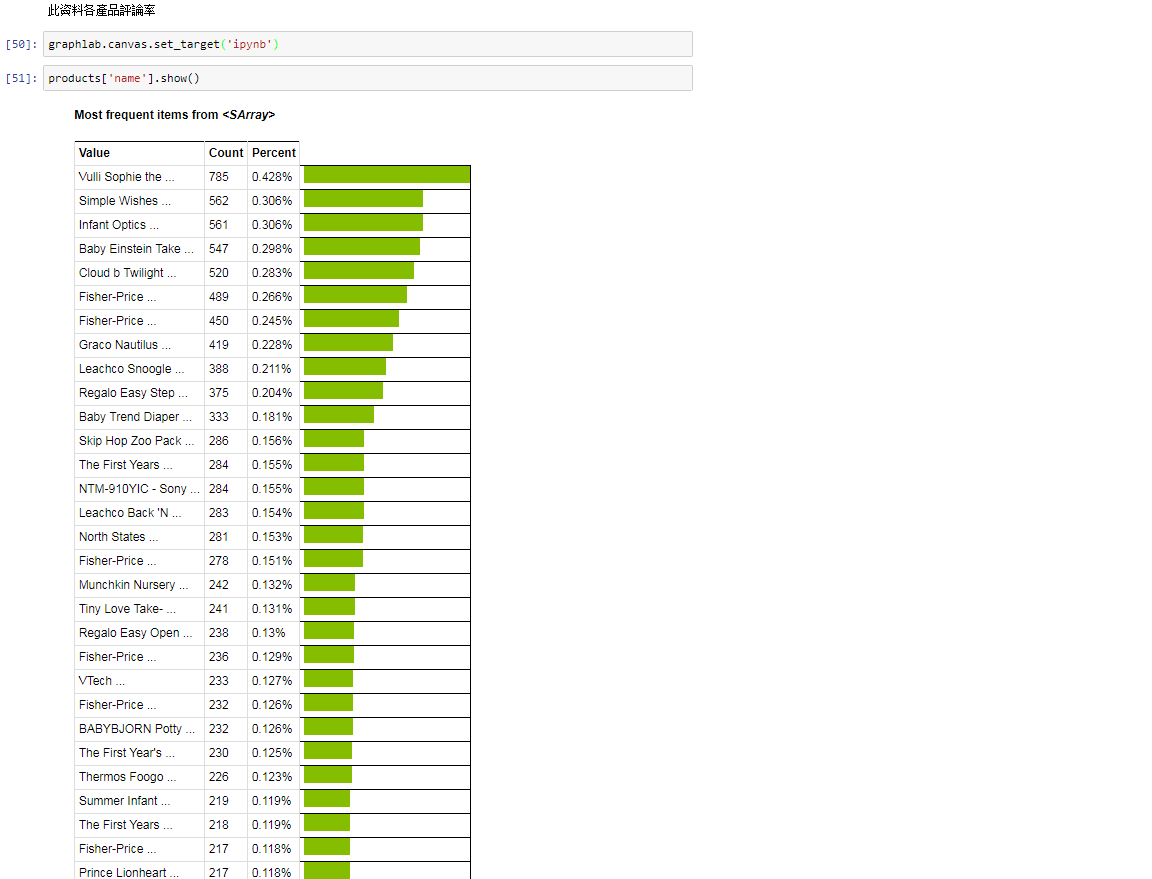 此資料各產品評論率
[50]: graphlab.canvas.set_target('ipynb')
[51]: products['name'].show()
Most frequent items from <SArray>
Value Count Percent
Vulli Sophie the ... 785 0.428%
Simple Wishes ... 562 0.306%
Infant Optics ... 561 0.306%
Baby Einstein Take ... 547 0.298%
Cloud b Twilight ... 520 0.283%
Fisher-Price ... 489 0.266%
Fisher-Price ... 450 0.245%
Graco Nautilus ... 419 0.228%
Leachco Snoogle ... 388 0.211%
Regalo Easy Step ... 375 0.204%
Baby Trend Diaper ... 333 0.181%
Skip Hop Zoo Pack ... 286 0.156%
The First Years ... 284 0.155%
NTM-910YIC - Sony ... 284 0.155%
Leachco Back 'N ... 283 0.154%
North States ... 281 0.153%
Fisher-Price ... 278 0.151%
Munchkin Nursery ... 242 0.132%
Tiny Love Take- ... 241 0.131%
Regalo Easy Open ... 238 0.13%
Fisher-Price ... 236 0.129%
VTech ... 233 0.127%
Fisher-Price ... 232 0.126%
BABYBJORN Potty ... 232 0.126%
The First Year's ... 230 0.125%
Thermos Foogo ... 226 0.123%
Summer Infant ... 219 0.119%
The First Years ... 218 0.119%
Fisher-Price ... 217 0.118%
Prince Lionheart ... 217 0.118%